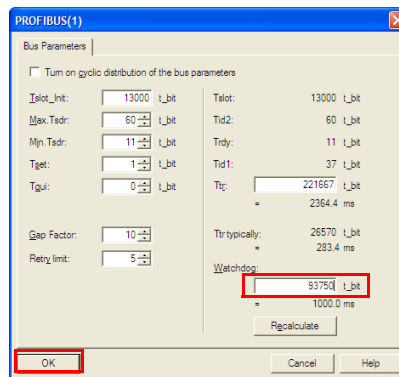 PROFIBUS(1)
Bus Parameters
Turn on cyclic distribution of the bus parameters
Tslot_Init: 13000 t_bit
Max.Tsdr: 60 t_bit
Min.Tsdr: 11 t_bit
Tset: 1 t_bit
Tqui: 0 t_bit
Gap Factor: 10
Retry limit: 5
Tslot: 13000 t_bit
Tid2: 60 t_bit
Trdy: 11 t_bit
Tid1: 37 t_bit
Ttr: 221667 t_bit
= 2364.4 ms
Ttr typically: 26570 t_bit
= 283.4 ms
Watchdog:
93750 t_bit
= 1000.0 ms
Recalculate
OK Cancel Help